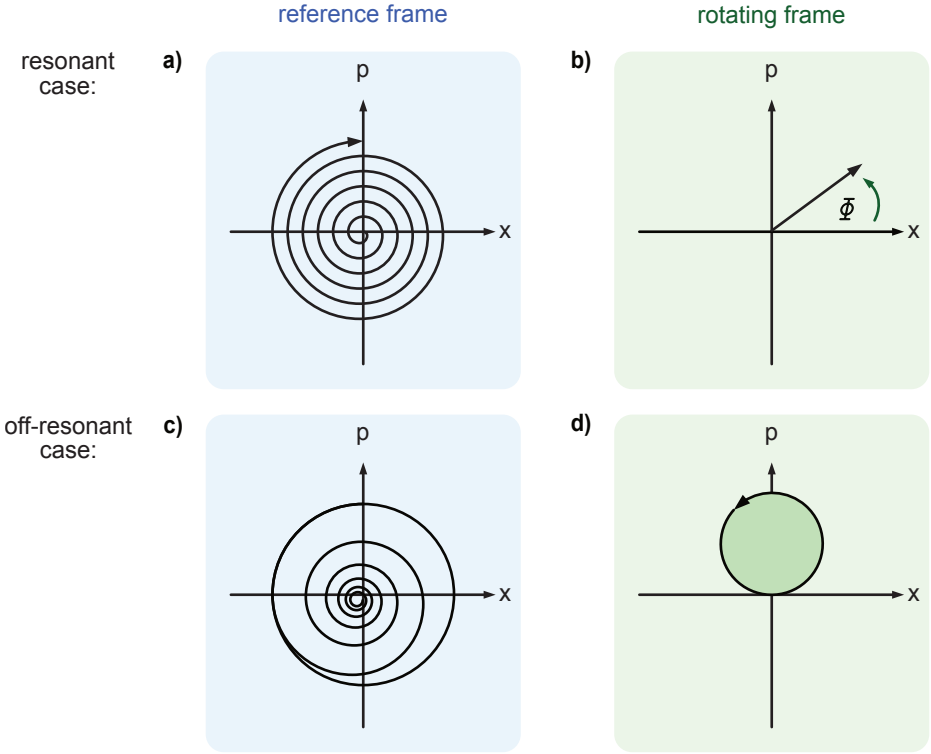 reference frame
rotating frame
resonant
case:
a)
p
x
b)
p
Φ
x
off-resonant
case:
c)
p
x
d)
p
x